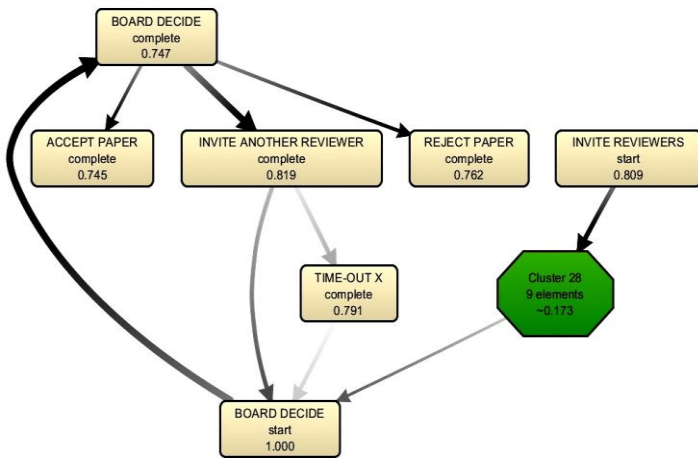 BOARD DECIDE
complete
0.747
ACCEPT PAPER
complete
0.745
INVITE ANOTHER REVIEWER
complete
0.819
REJECT PAPER
complete
0.762
INVITE REVIEWERS
start
0.809
TIME-OUT X
complete
0.791
Cluster 28
9 elements
~0.173
BOARD DECIDE
start
1.000